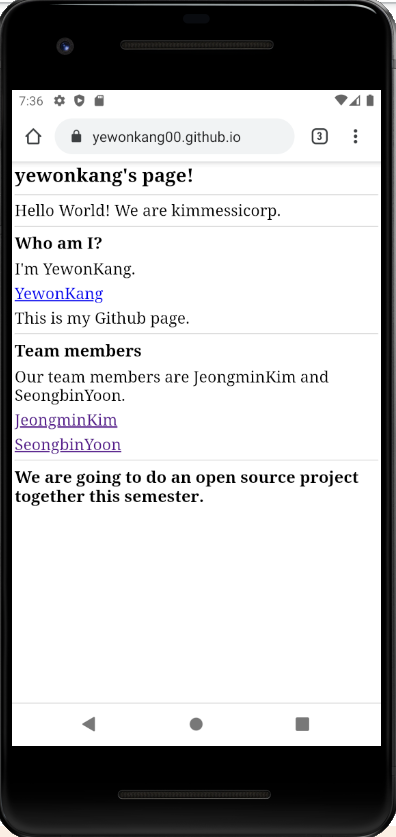 7:36
yewonkang00.github.io
3
yewonkang's page!
Hello World! We are kimmessicorp.
Who am I?
I'm YewonKang.
YewonKang
This is my Github page.
Team members
Our team members are JeongminKim and
SeongbinYoon.
JeongminKim
SeongbinYoon
We are going to do an open source project
together this semester.